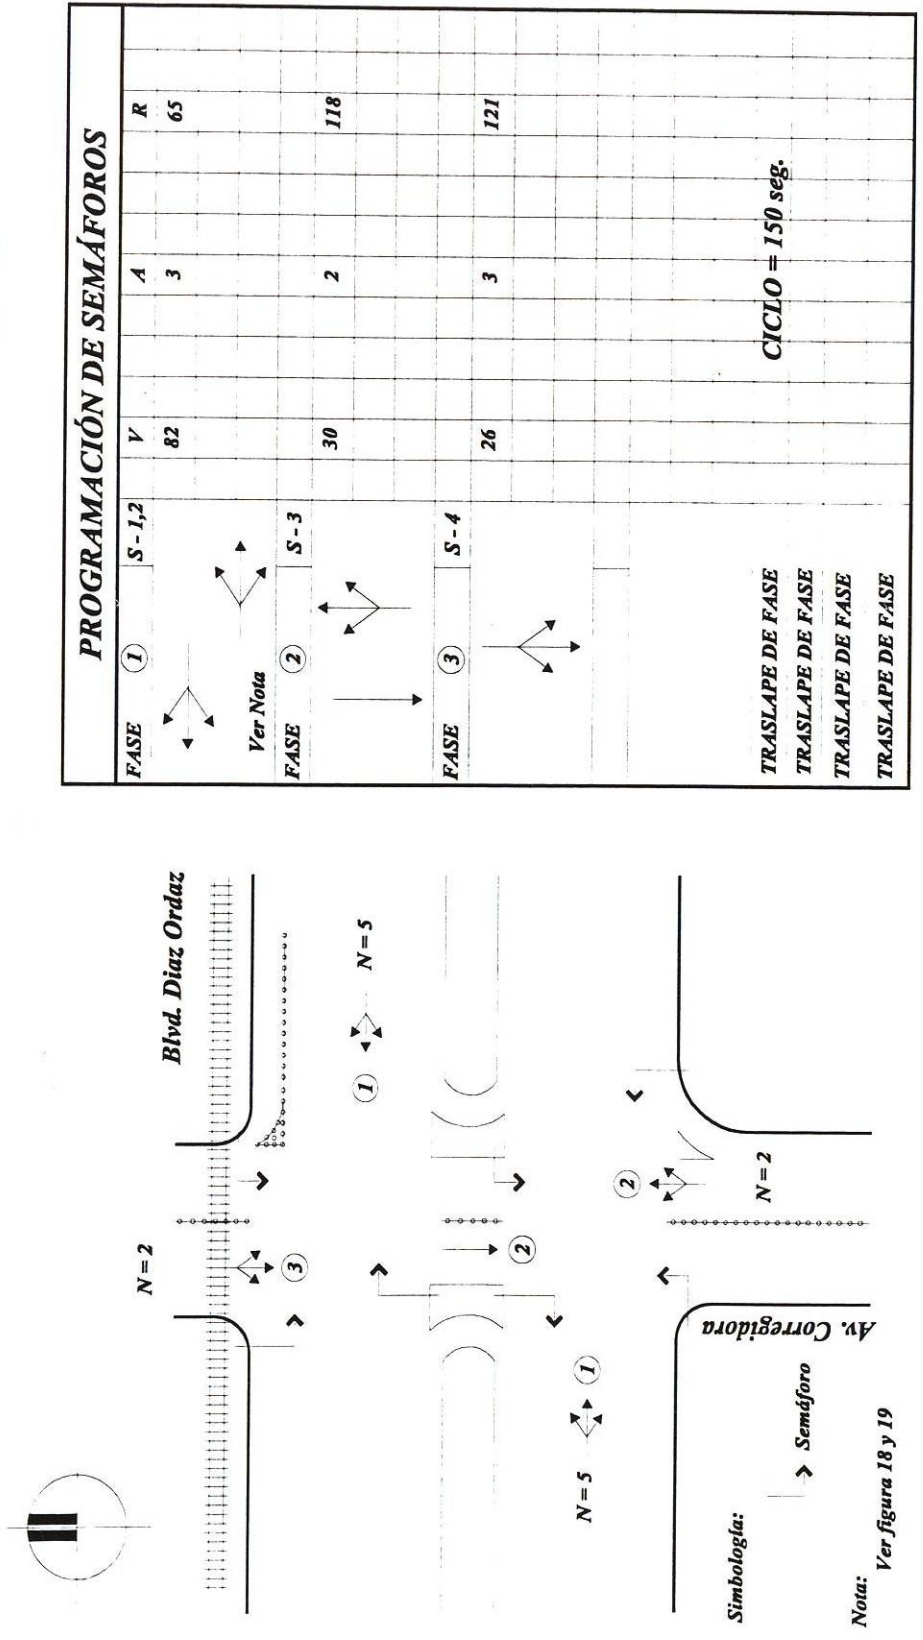 Blvd. Diaz Ordaz
N = 2
1 N = 5
3
2
N = 5 1
2
N = 2
Av. Corregidora
Simbología:
Semáforo
Nota:
Ver figura 18 y 19
PROGRAMACIÓN DE SEMÁFOROS
FASE 1 S - 1,2 V A R
82 3 65
Ver Nota
FASE 2 S - 3
30 2 118
FASE 3 S - 4
26 3 121
TRASLAPE DE FASE CICLO = 150 seg.
TRASLAPE DE FASE
TRASLAPE DE FASE
TRASLAPE DE FASE